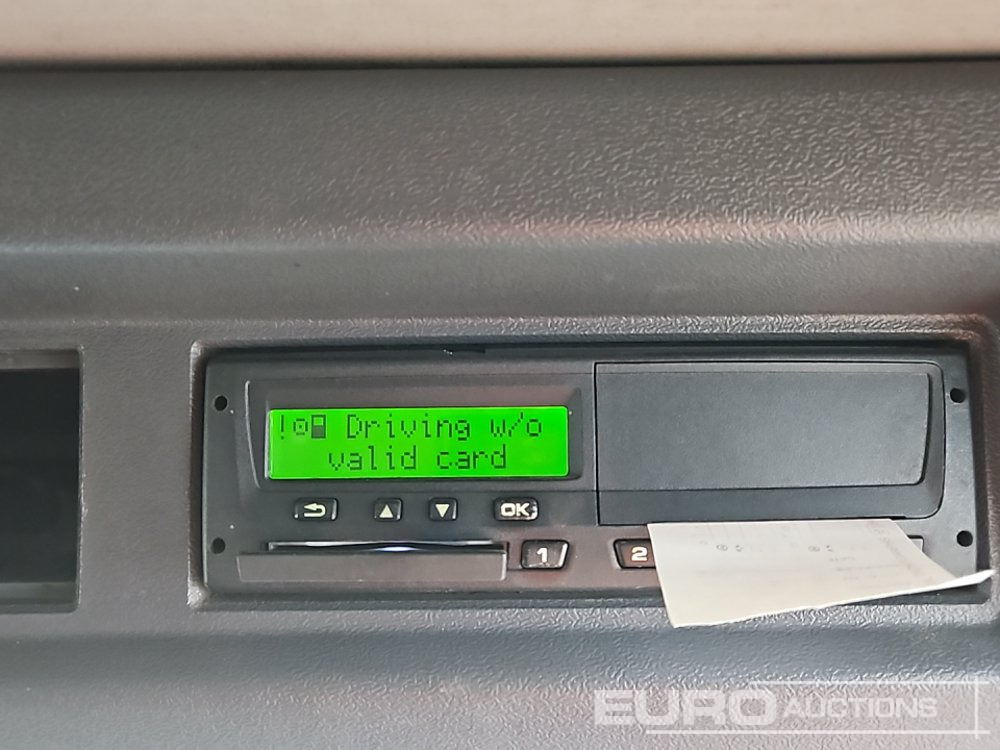 ! Driving w/o
valid card
OK
1
2
EURO AUCTIONS